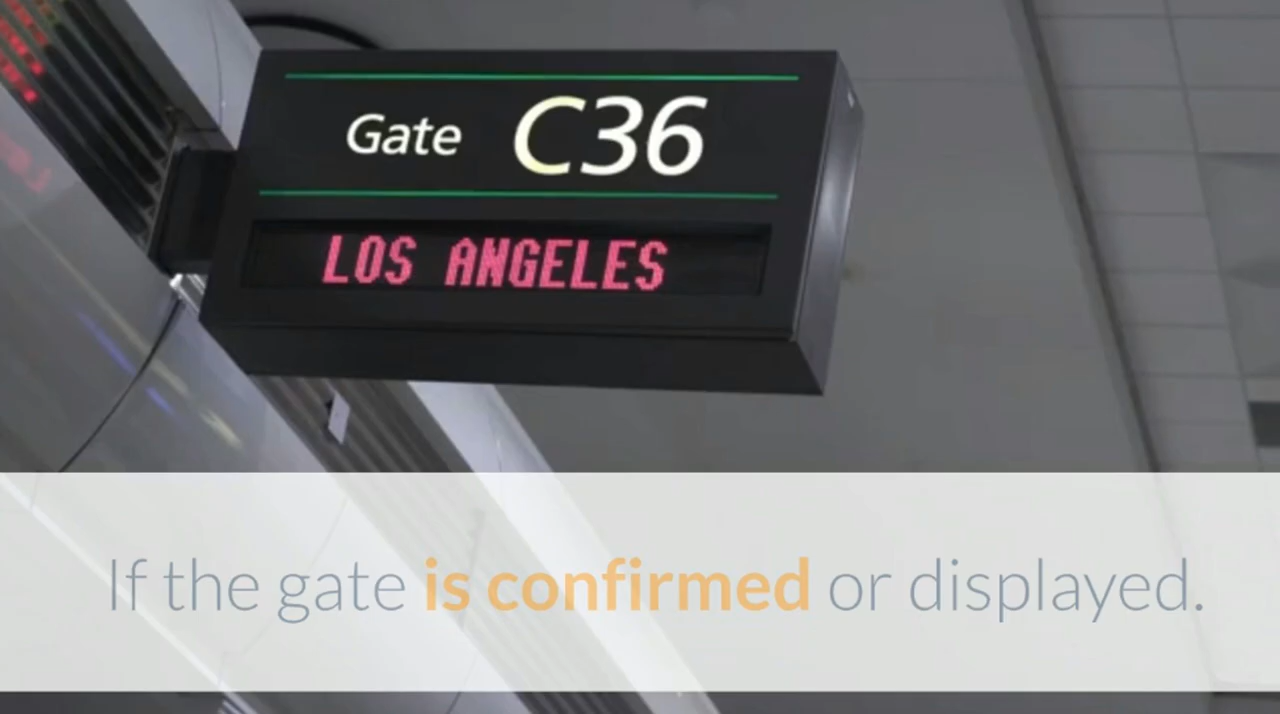 Gate C36
LOS ANGELES
If the gate is confirmed or displayed.